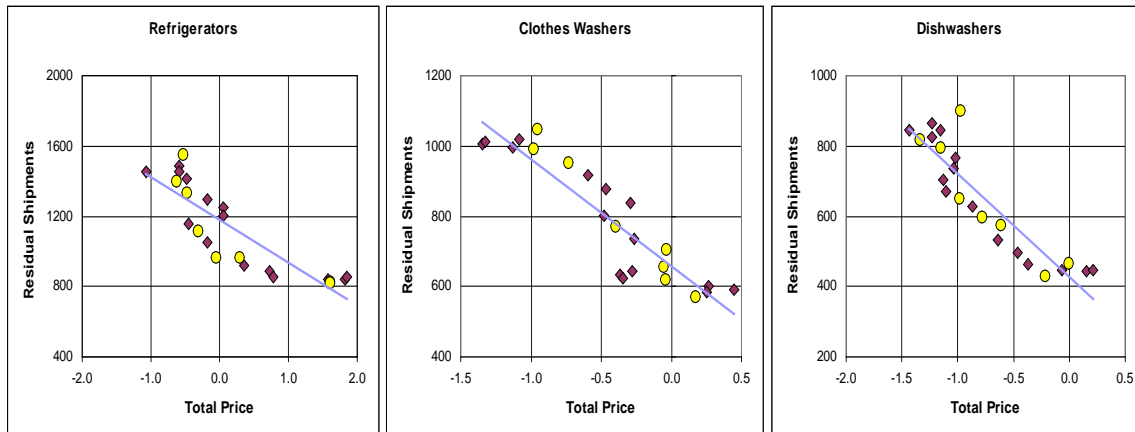 Refrigerators
Residual Shipments
2000
1600
1200
800
400
-2.0 -1.0 0.0 1.0 2.0
Total Price
Clothes Washers
Residual Shipments
1200
1000
800
600
400
-1.5 -1.0 -0.5 0.0 0.5
Total Price
Dishwashers
Residual Shipments
1000
800
600
400
200
-2.0 -1.5 -1.0 -0.5 0.0 0.5
Total Price